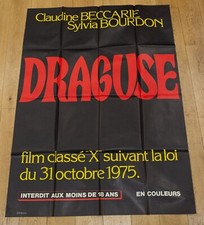 Claudine BECCARIE
Sylvia BOURDON
DRAGUSE
film classé "X" suivant la loi
du 31 octobre 1975.
INTERDIT AUX MOINS DE 18 ANS EN COULEURS